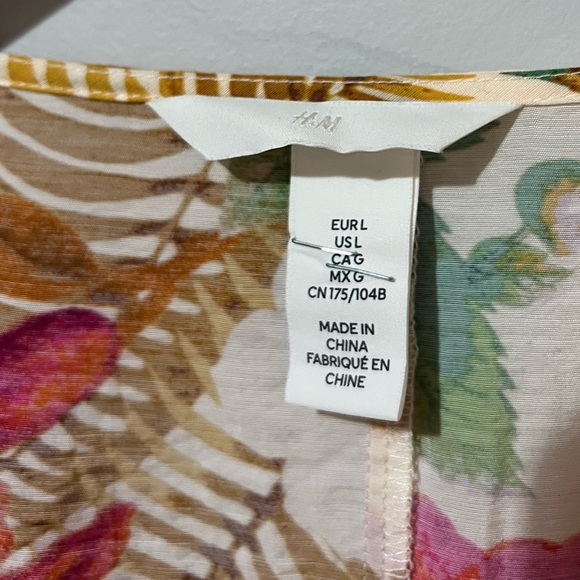 H&M
EUR L
US L
CA G
MX G
CN 175/104B
MADE IN
CHINA
FABRIQUÉ EN
CHINE